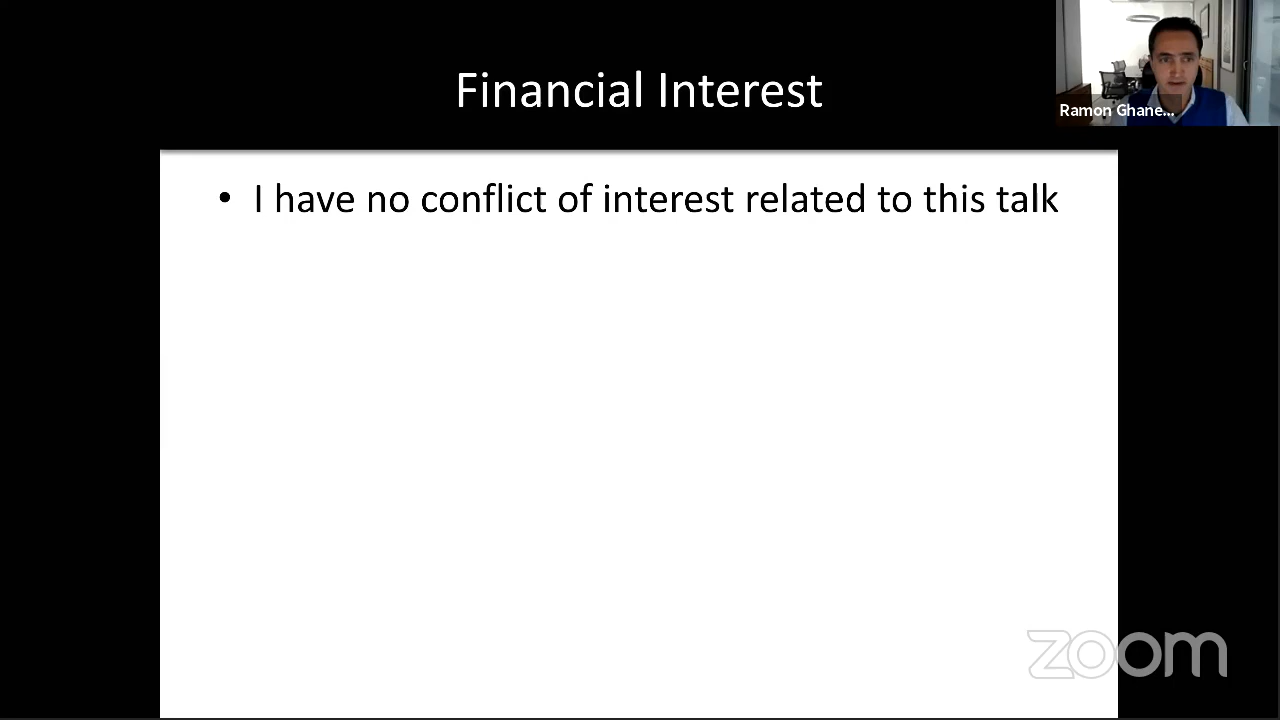 Financial Interest
Ramon Ghane...
• I have no conflict of interest related to this talk
zoom